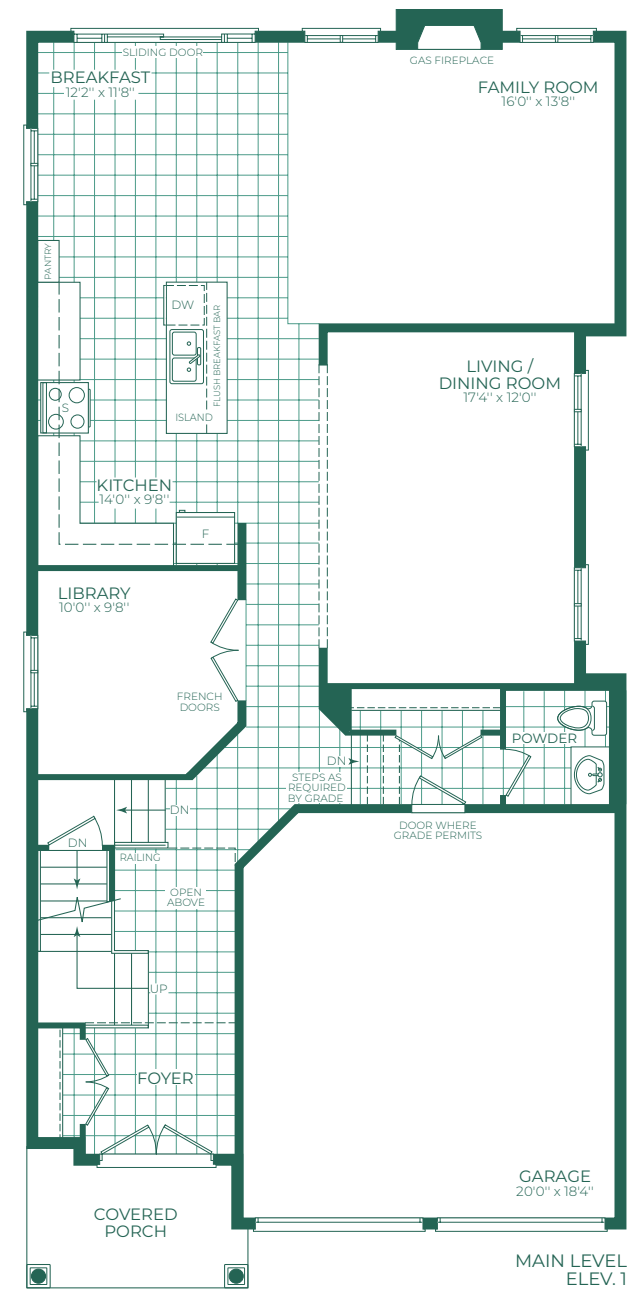 SLIDING DOOR
GAS FIREPLACE
BREAKFAST
12'2'' x 11'8''
FAMILY ROOM
16'0'' x 13'8''
PANTRY
DW
FLUSH BREAKFAST BAR
ISLAND
S
LIVING /
DINING ROOM
17'4'' x 12'0''
KITCHEN
14'0'' x 9'8''
F
LIBRARY
10'0'' x 9'8''
FRENCH
DOORS
POWDER
DN
STEPS AS
REQUIRED
BY GRADE
DN
DOOR WHERE
GRADE PERMITS
DN
RAILING
OPEN
ABOVE
UP
FOYER
GARAGE
20'0'' x 18'4''
COVERED
PORCH
MAIN LEVEL
ELEV. 1